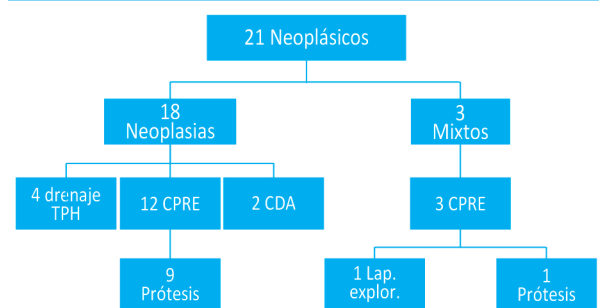 21 Neoplásicos
18
Neoplasias
3
Mixtos
4 drenaje
TPH
12 CPRE
2 CDA
3 CPRE
9
Prótesis
1 Lap.
explor.
1
Prótesis